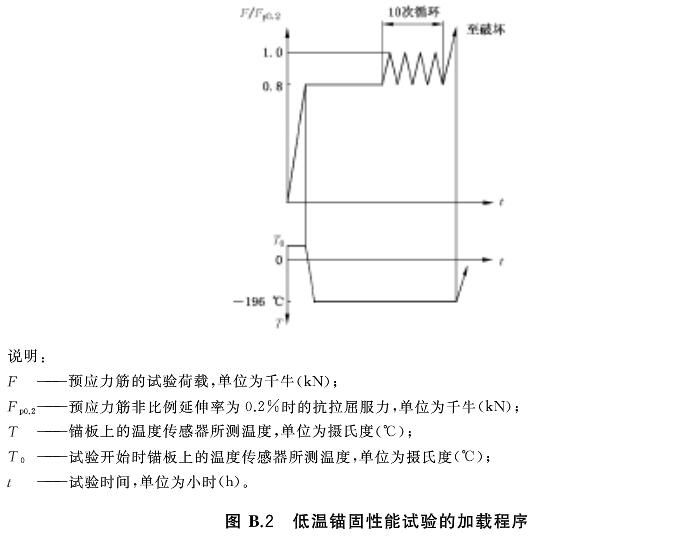 F/Fp0.2
10次循环
至破坏
1.0
0.8
t
T0
0
t
-196 ℃
T
说明:
F ——预应力筋的试验荷载,单位为千牛(kN);
Fp0.2——预应力筋非比例延伸率为0.2%时的抗拉屈服力,单位为千牛(kN);
T ——锚板上的温度传感器所测温度,单位为摄氏度(℃);
T0 ——试验开始时锚板上的温度传感器所测温度,单位为摄氏度(℃);
t ——试验时间,单位为小时(h)。
图 B.2 低温锚固性能试验的加载程序